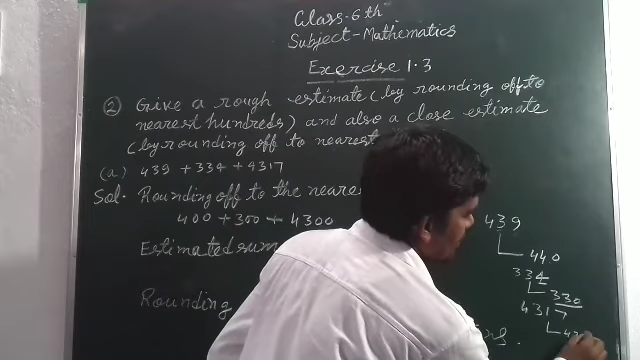 Class-6th
Subject-Mathematics
Exercise 1.3
② Give a rough estimate (by rounding off to
nearest hundreds) and also a close estimate
(by rounding off to nearest
(a) 439 + 334 + 4317
Sol. Rounding off to the
400 + 300 + 4300
Estimated sum
Rounding
439
440
334
330
4317